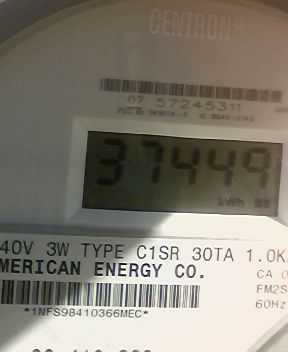 CENTRON
07 57245311
37449
kWh
40V 3W TYPE C1SR 30TA 1.0K
MERICAN ENERGY CO.
CA 0
FM2S
60Hz
*1NFS98410366MEC*